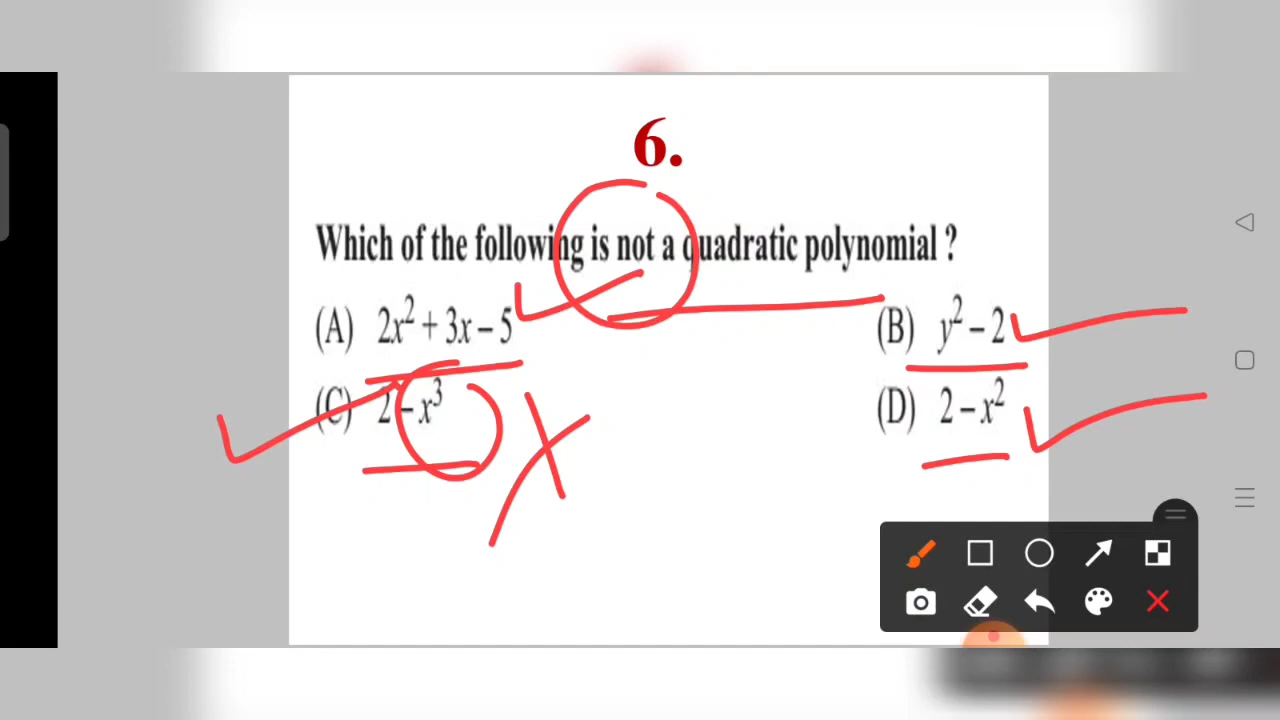 6.
Which of the following is not a quadratic polynomial ?
(A) 2x² + 3x – 5 (B) y² – 2
(C) 2 – x³ (D) 2 – x²